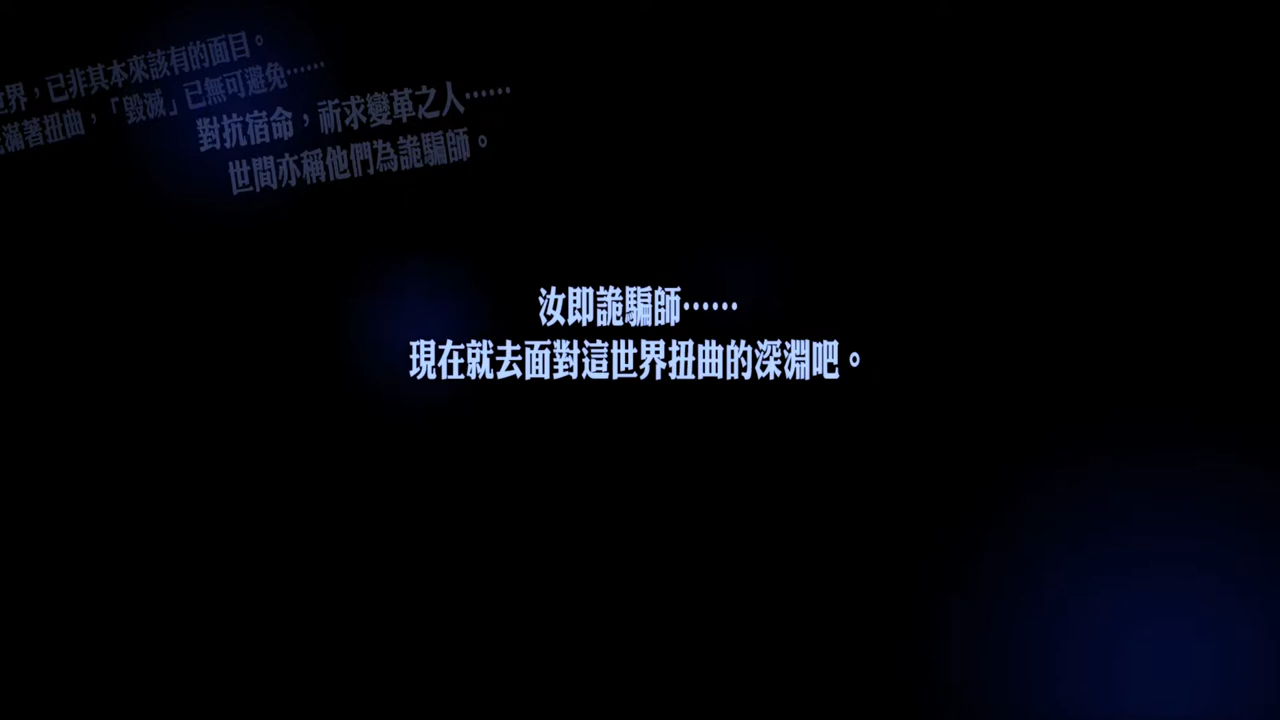 世界，已非其本來該有的面目。
滿著扭曲，「毀滅」已無可避免……
對抗宿命，祈求變革之人……
世間亦稱他們為詭騙師。
汝即詭騙師……
現在就去面對這世界扭曲的深淵吧。